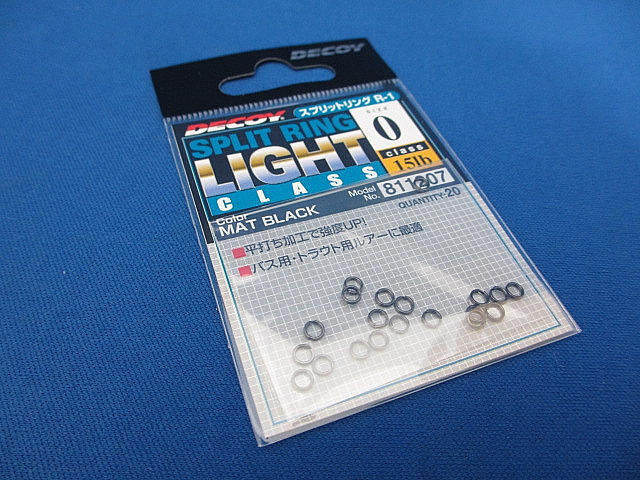 DECOY
DECOY スプリットリング R-1
SPLIT RING
LIGHT
CLASS
SIZE
0
class
15lb
Color
MAT BLACK
Model No. 811207
QUANTITY-20
■平打ち加工で強度UP!
■バス用・トラウト用ルアーに最適